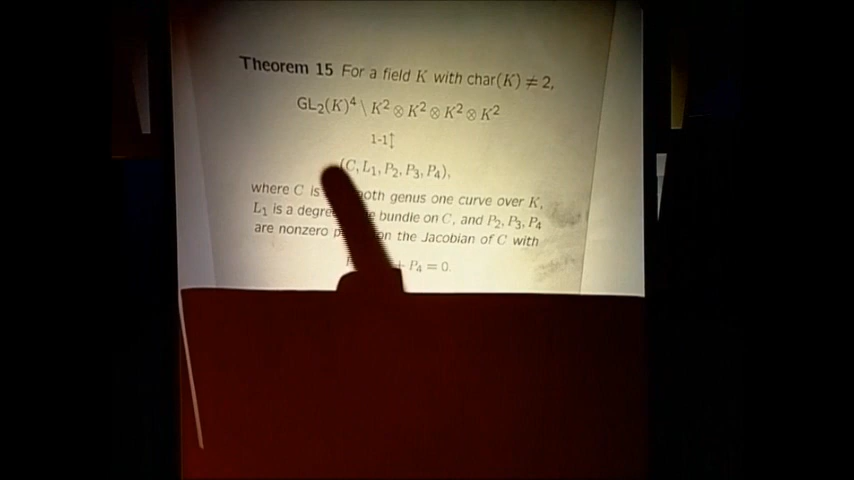 Theorem 15 For a field K with char(K) ≠ 2,
GL₂(K)⁴ \ K² ⊗ K² ⊗ K² ⊗ K²
1-1↕
(C, L₁, P₂, P₃, P₄),
where C is genus one curve over K,
L₁ is a bundle on C, and P₂, P₃, P₄
are nonzero on the Jacobian of C with
+ P₄ = 0.